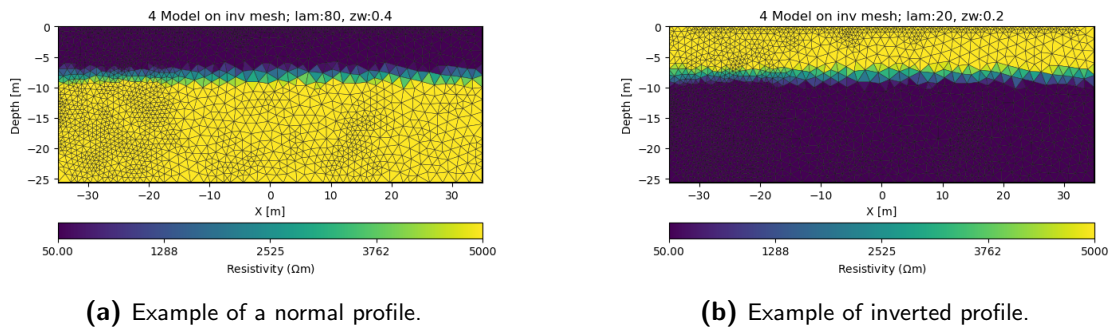 4 Model on inv mesh; lam:80, zw:0.4
0
−5
−10
−15
−20
−25
Depth [m]
−30 −20 −10 0 10 20 30
X [m]
50.00 1288 2525 3762 5000
Resistivity (Ωm)
(a) Example of a normal profile.
4 Model on inv mesh; lam:20, zw:0.2
0
−5
−10
−15
−20
−25
Depth [m]
−30 −20 −10 0 10 20 30
X [m]
50.00 1288 2525 3762 5000
Resistivity (Ωm)
(b) Example of inverted profile.